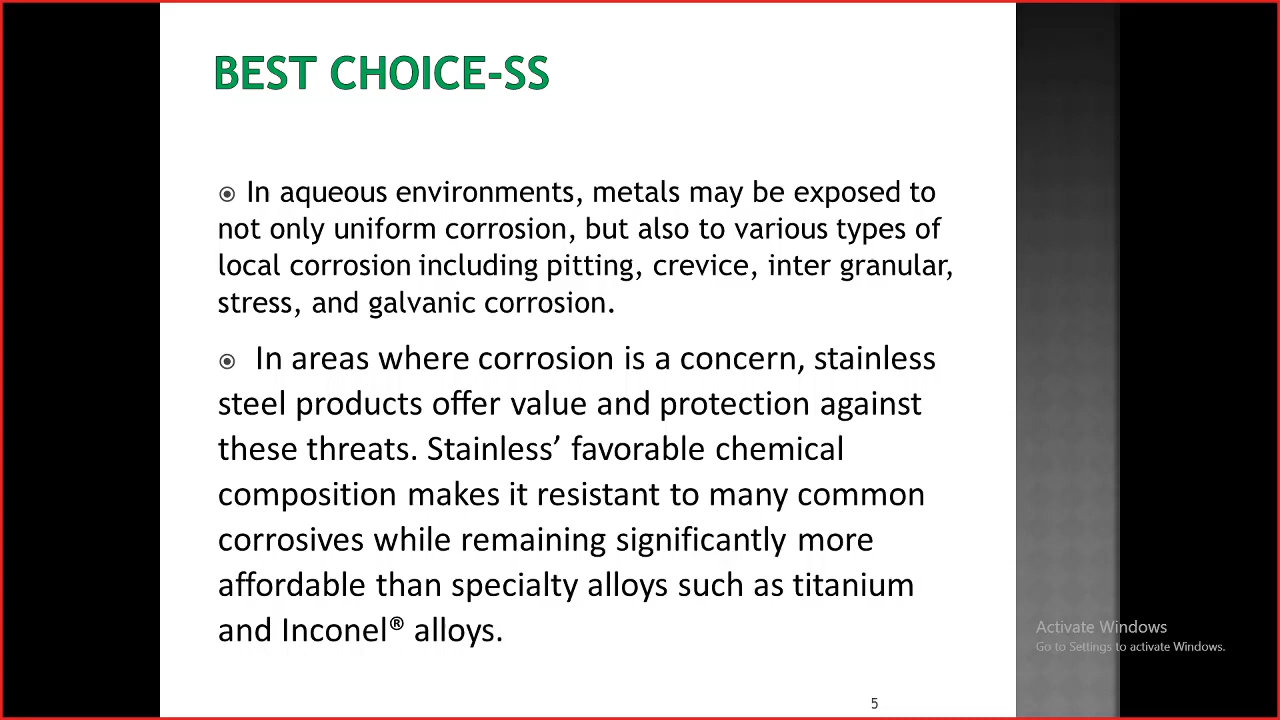 BEST CHOICE-SS
In aqueous environments, metals may be exposed to
not only uniform corrosion, but also to various types of
local corrosion including pitting, crevice, inter granular,
stress, and galvanic corrosion.
In areas where corrosion is a concern, stainless
steel products offer value and protection against
these threats. Stainless’ favorable chemical
composition makes it resistant to many common
corrosives while remaining significantly more
affordable than specialty alloys such as titanium
and Inconel® alloys.
Activate Windows
Go to Settings to activate Windows.
5